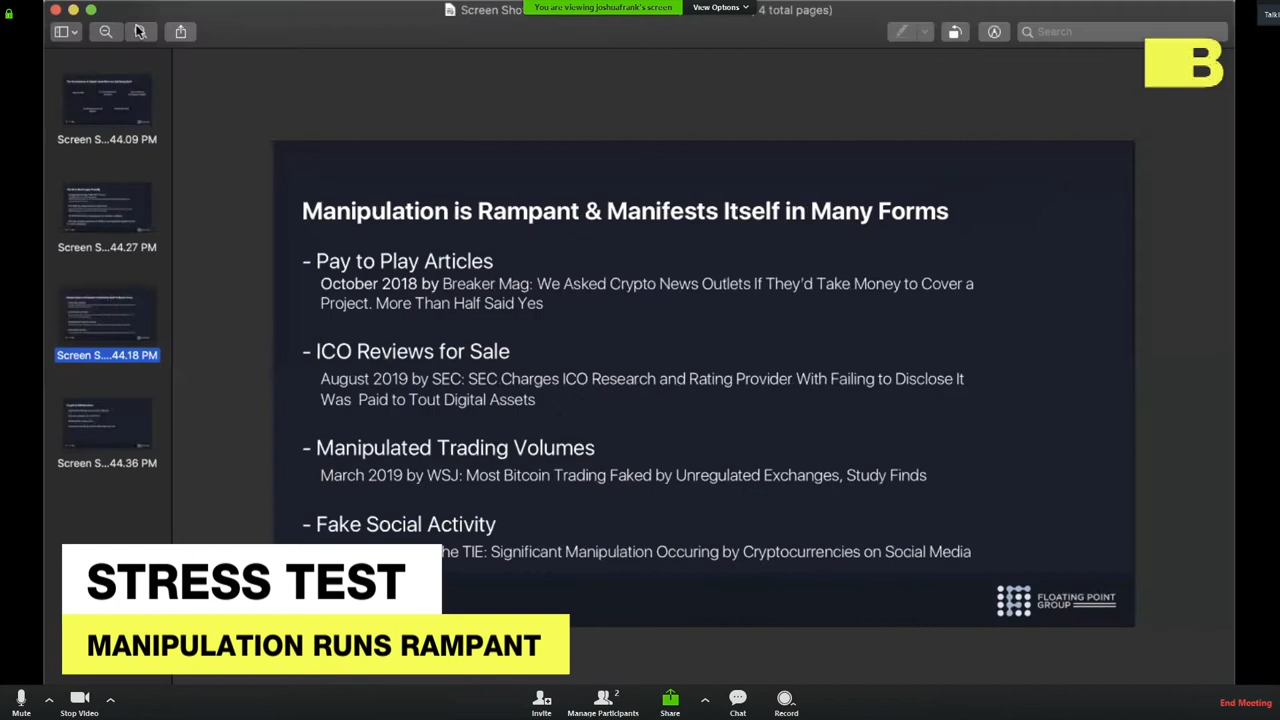 Screen Sho
4 total pages)
You are viewing joshuafrank's screen
View Options
Talki
Search
B
Screen S...44.09 PM
Screen S...44.27 PM
Screen S....44.18 PM
Screen S...44.36 PM
Manipulation is Rampant & Manifests Itself in Many Forms
- Pay to Play Articles
October 2018 by Breaker Mag: We Asked Crypto News Outlets If They'd Take Money to Cover a
Project. More Than Half Said Yes
- ICO Reviews for Sale
August 2019 by SEC: SEC Charges ICO Research and Rating Provider With Failing to Disclose It
Was Paid to Tout Digital Assets
- Manipulated Trading Volumes
March 2019 by WSJ: Most Bitcoin Trading Faked by Unregulated Exchanges, Study Finds
- Fake Social Activity
he TIE: Significant Manipulation Occuring by Cryptocurrencies on Social Media
FLOATING POINT
GROUP
STRESS TEST
MANIPULATION RUNS RAMPANT
Mute
Stop Video
Invite
2
Manage Participants
Share
Chat
Record
End Meeting